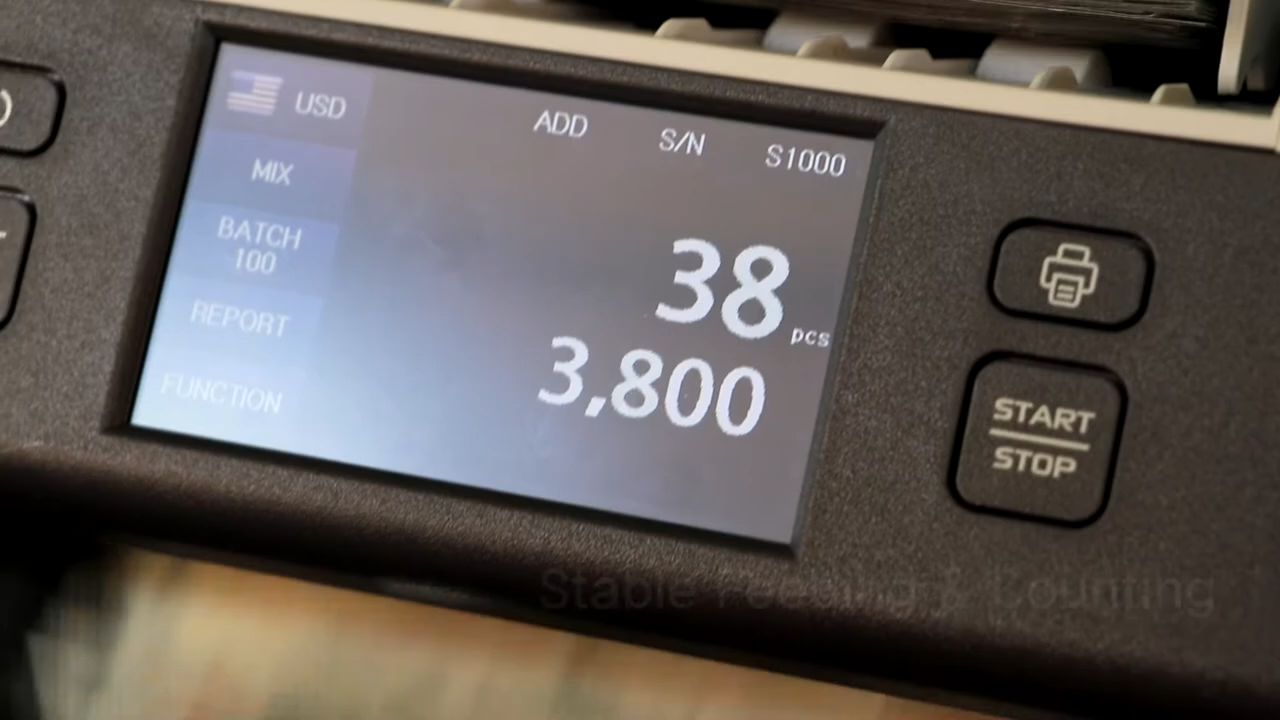 USD
ADD S/N S1000
MIX
BATCH
100
REPORT
FUNCTION
38 pcs
3,800
START
STOP
Stable Feeding & Counting